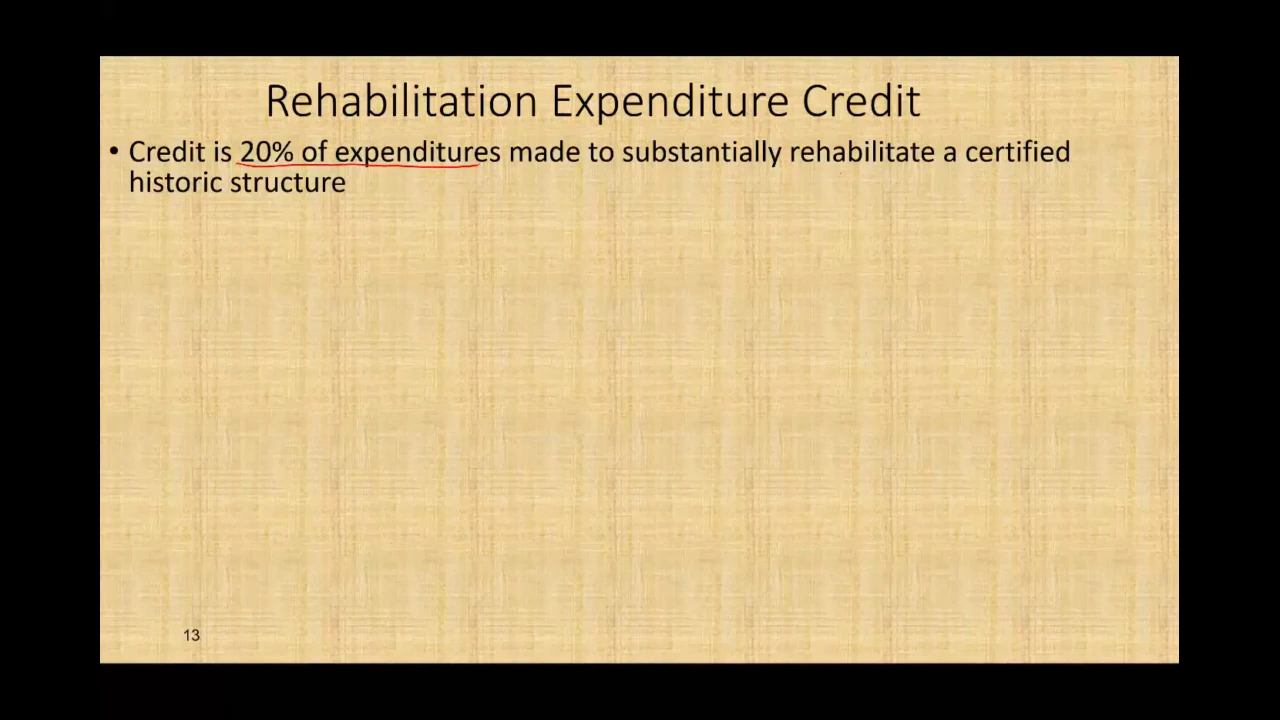 Rehabilitation Expenditure Credit
• Credit is 20% of expenditures made to substantially rehabilitate a certified
historic structure
13